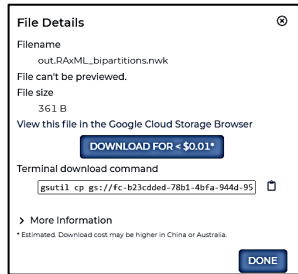 File Details
Filename
out.RAxML_bipartitions.nwk
File can't be previewed.
File size
361 B
View this file in the Google Cloud Storage Browser
DOWNLOAD FOR < $0.01*
Terminal download command
gsutil cp gs://fc-b23cdded-78b1-4bfa-944d-95
More Information
* Estimated. Download cost may be higher in China or Australia.
DONE